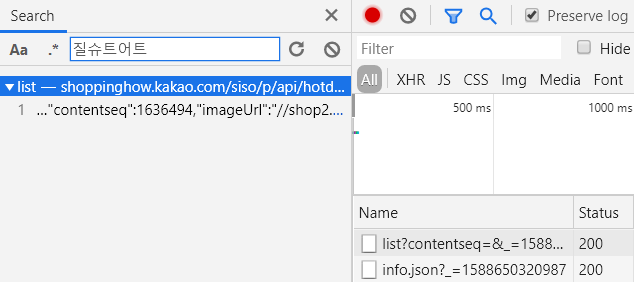 Search
Aa .* 질슈트어트
list — shoppinghow.kakao.com/siso/p/api/hotd...
1 ..."contentseq":1636494,"imageUrl":"//shop2....
Preserve log
Filter
Hide
All XHR JS CSS Img Media Font
500 ms 1000 ms
Name Status
list?contentseq=&_=1588... 200
info.json?_=1588650320987 200